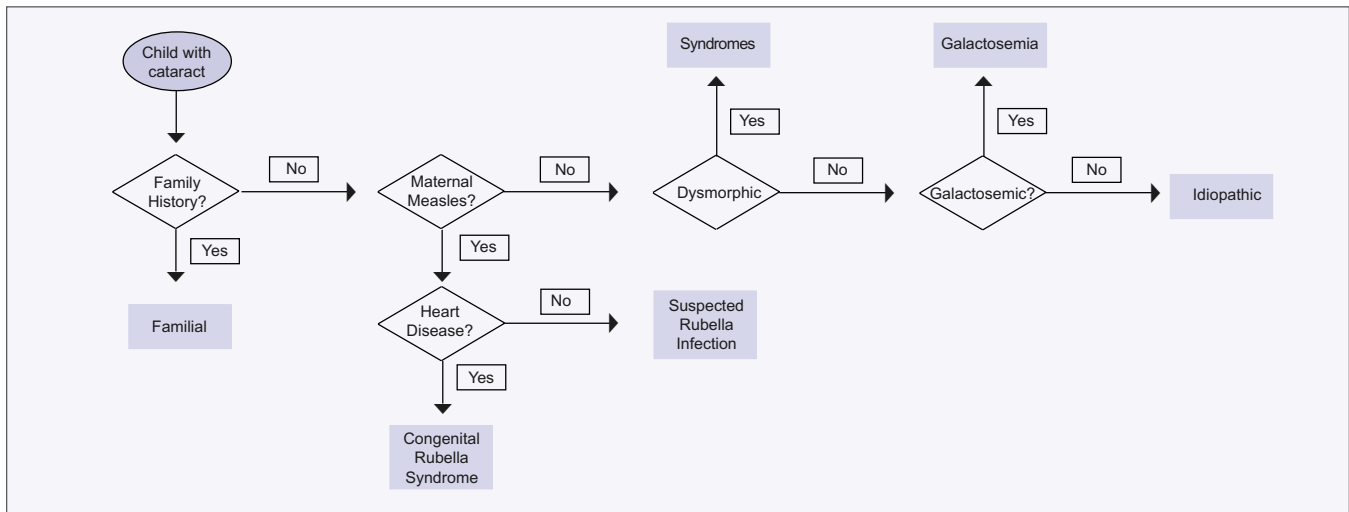 Child with
cataract
Syndromes
Galactosemia
Yes
Yes
Family
History?
No
Maternal
Measles?
No
Dysmorphic
No
Galactosemic?
No
Idiopathic
Yes
Yes
Familial
Heart
Disease?
No
Suspected
Rubella
Infection
Yes
Congenital
Rubella
Syndrome